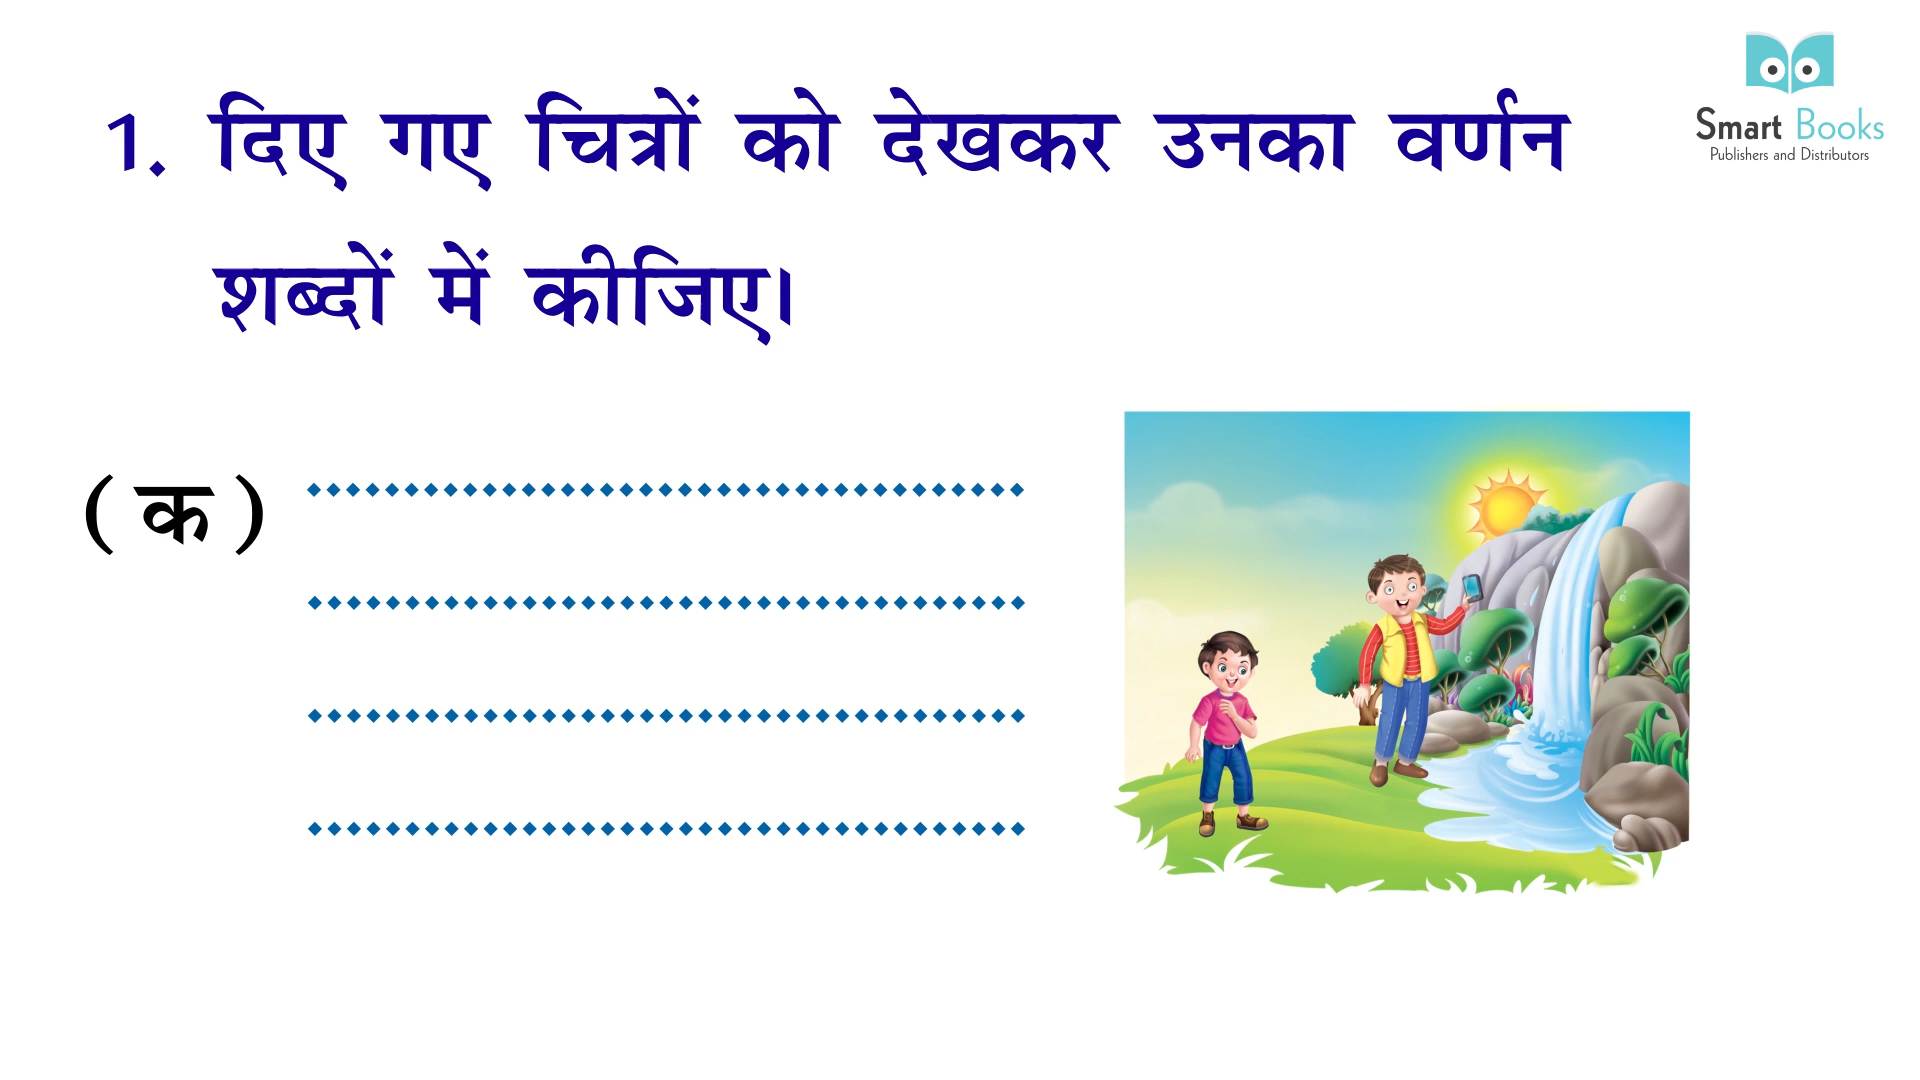 1. दिए गए चित्रों को देखकर उनका वर्णन
शब्दों में कीजिए।
Smart Books
Publishers and Distributors
(क)